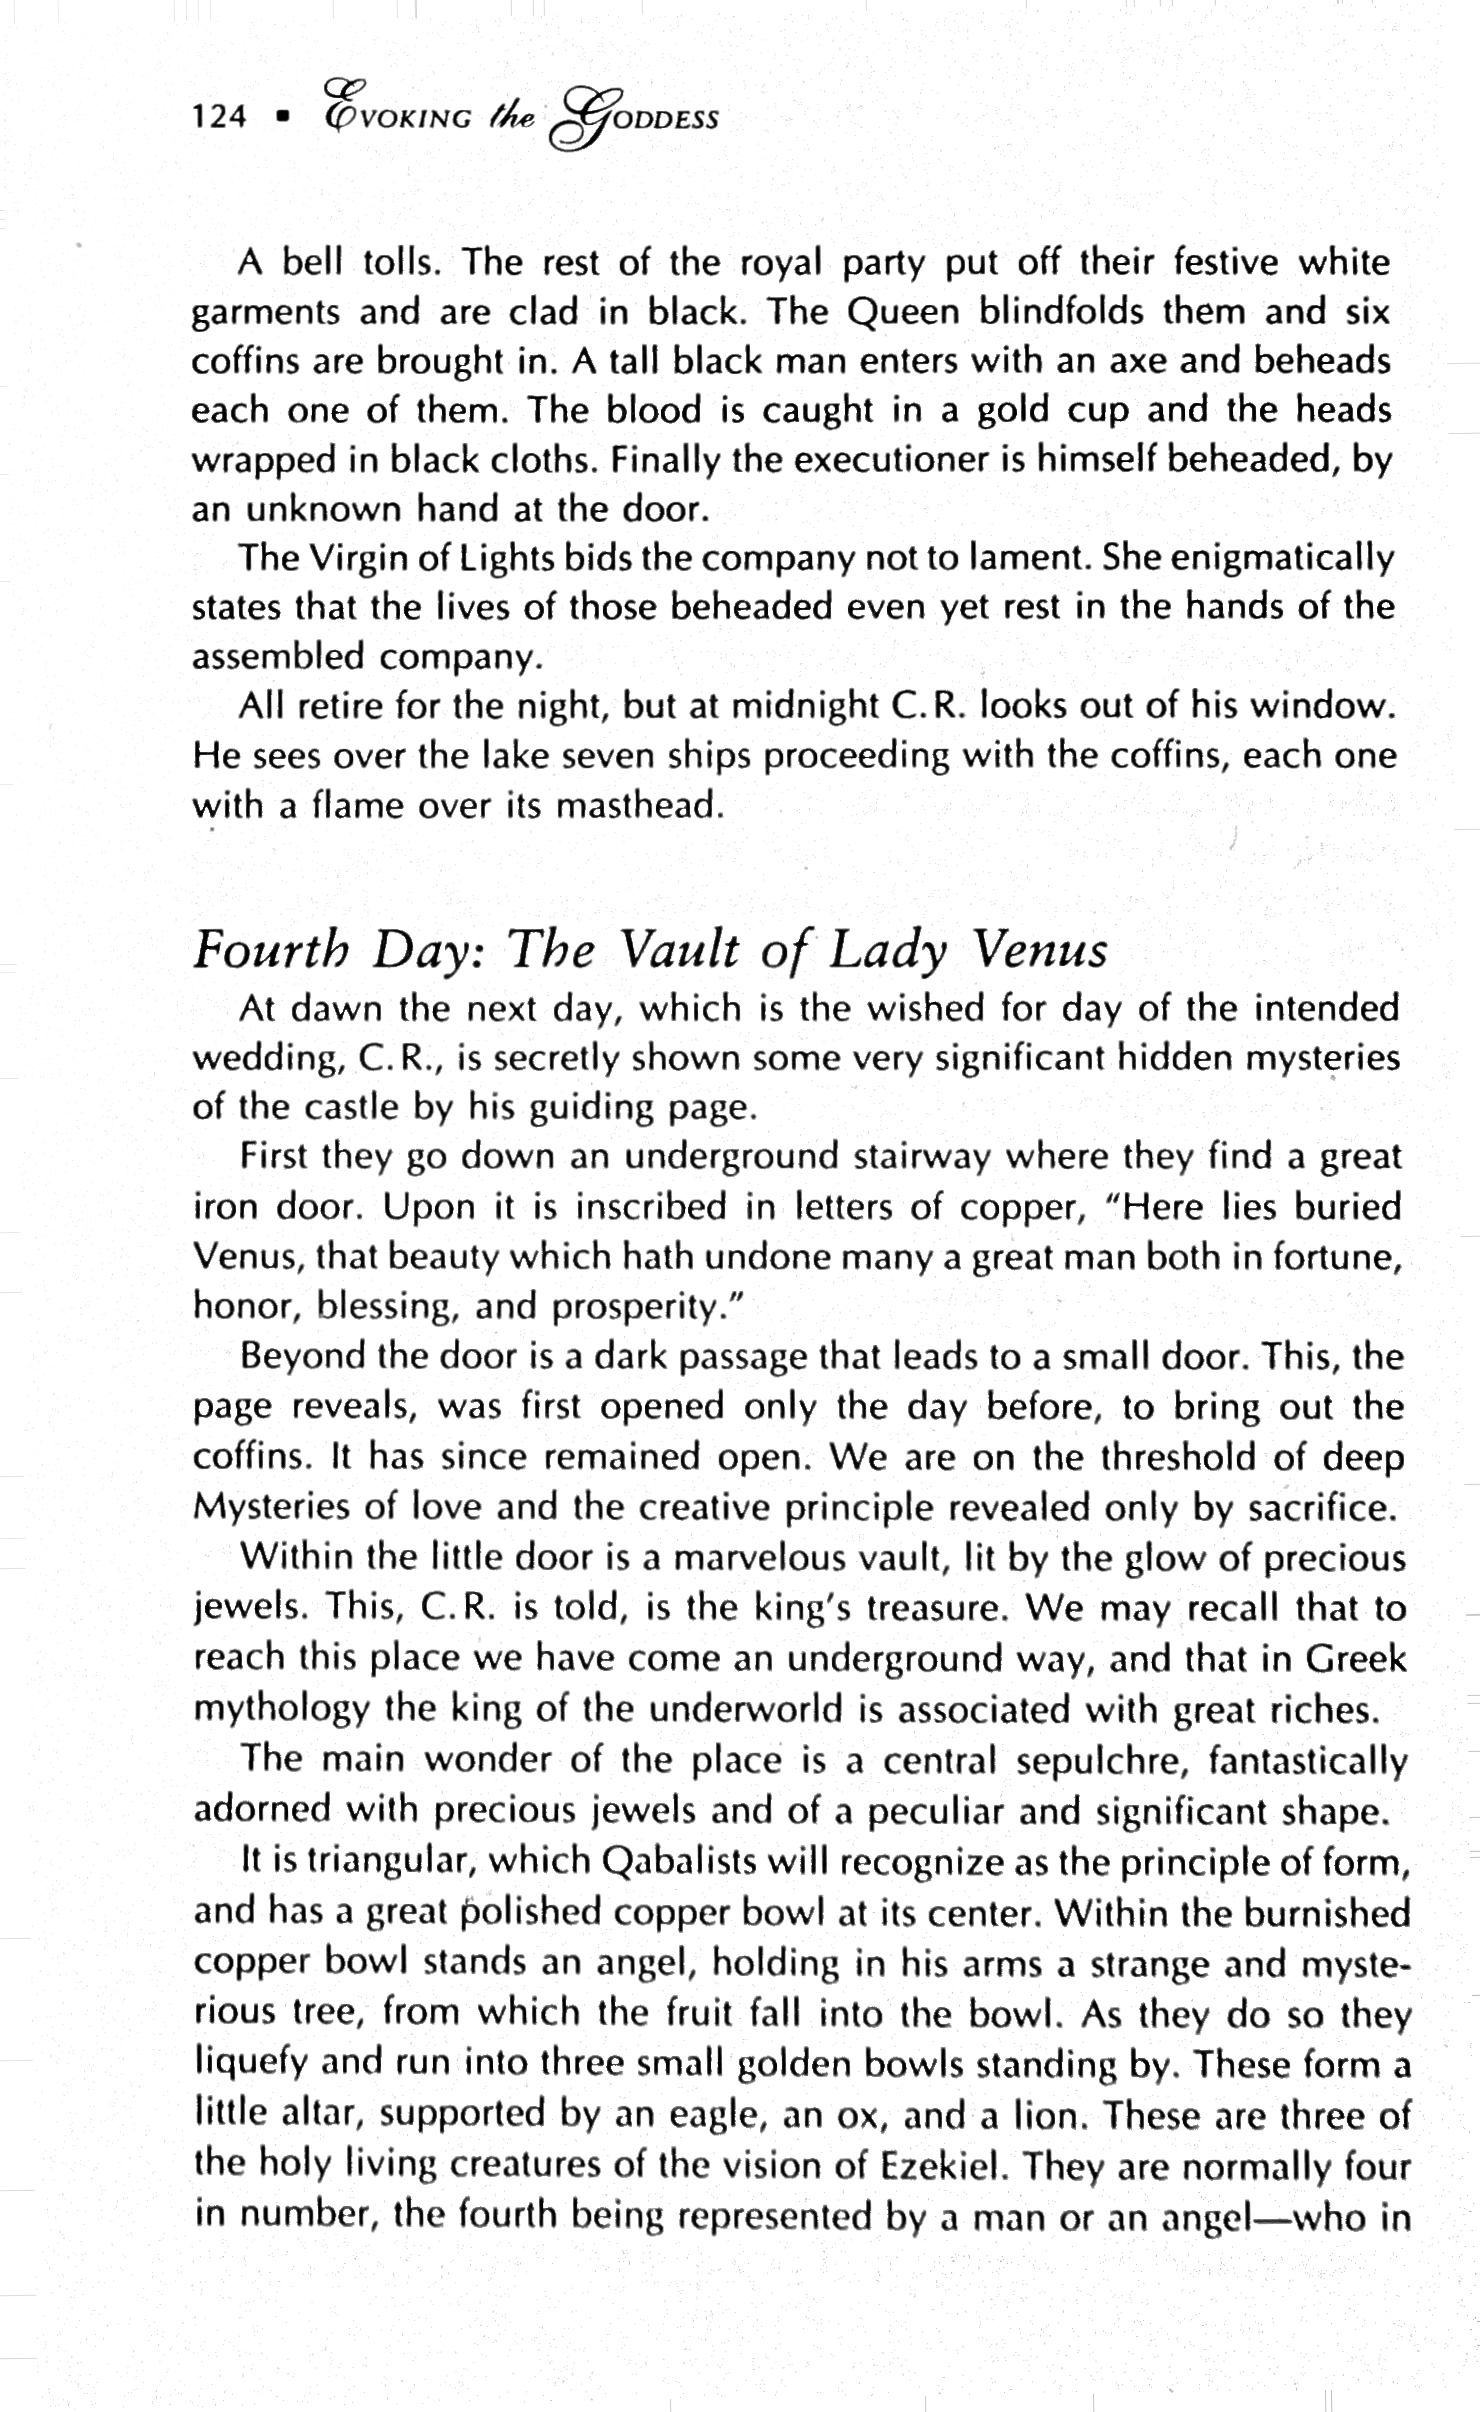 124 ▪ Evoking the Goddess
A bell tolls. The rest of the royal party put off their festive white
garments and are clad in black. The Queen blindfolds them and six
coffins are brought in. A tall black man enters with an axe and beheads
each one of them. The blood is caught in a gold cup and the heads
wrapped in black cloths. Finally the executioner is himself beheaded, by
an unknown hand at the door.
The Virgin of Lights bids the company not to lament. She enigmatically
states that the lives of those beheaded even yet rest in the hands of the
assembled company.
All retire for the night, but at midnight C.R. looks out of his window.
He sees over the lake seven ships proceeding with the coffins, each one
with a flame over its masthead.
Fourth Day: The Vault of Lady Venus
At dawn the next day, which is the wished for day of the intended
wedding, C.R., is secretly shown some very significant hidden mysteries
of the castle by his guiding page.
First they go down an underground stairway where they find a great
iron door. Upon it is inscribed in letters of copper, "Here lies buried
Venus, that beauty which hath undone many a great man both in fortune,
honor, blessing, and prosperity."
Beyond the door is a dark passage that leads to a small door. This, the
page reveals, was first opened only the day before, to bring out the
coffins. It has since remained open. We are on the threshold of deep
Mysteries of love and the creative principle revealed only by sacrifice.
Within the little door is a marvelous vault, lit by the glow of precious
jewels. This, C.R. is told, is the king's treasure. We may recall that to
reach this place we have come an underground way, and that in Greek
mythology the king of the underworld is associated with great riches.
The main wonder of the place is a central sepulchre, fantastically
adorned with precious jewels and of a peculiar and significant shape.
It is triangular, which Qabalists will recognize as the principle of form,
and has a great polished copper bowl at its center. Within the burnished
copper bowl stands an angel, holding in his arms a strange and myste-
rious tree, from which the fruit fall into the bowl. As they do so they
liquefy and run into three small golden bowls standing by. These form a
little altar, supported by an eagle, an ox, and a lion. These are three of
the holy living creatures of the vision of Ezekiel. They are normally four
in number, the fourth being represented by a man or an angel—who in